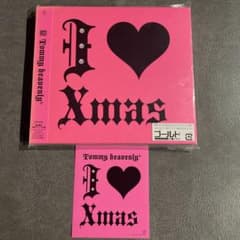 Tommy heavenly⁶
I ♥
Xmas
ゴールド
Tommy heavenly⁶
I ♥
Xmas